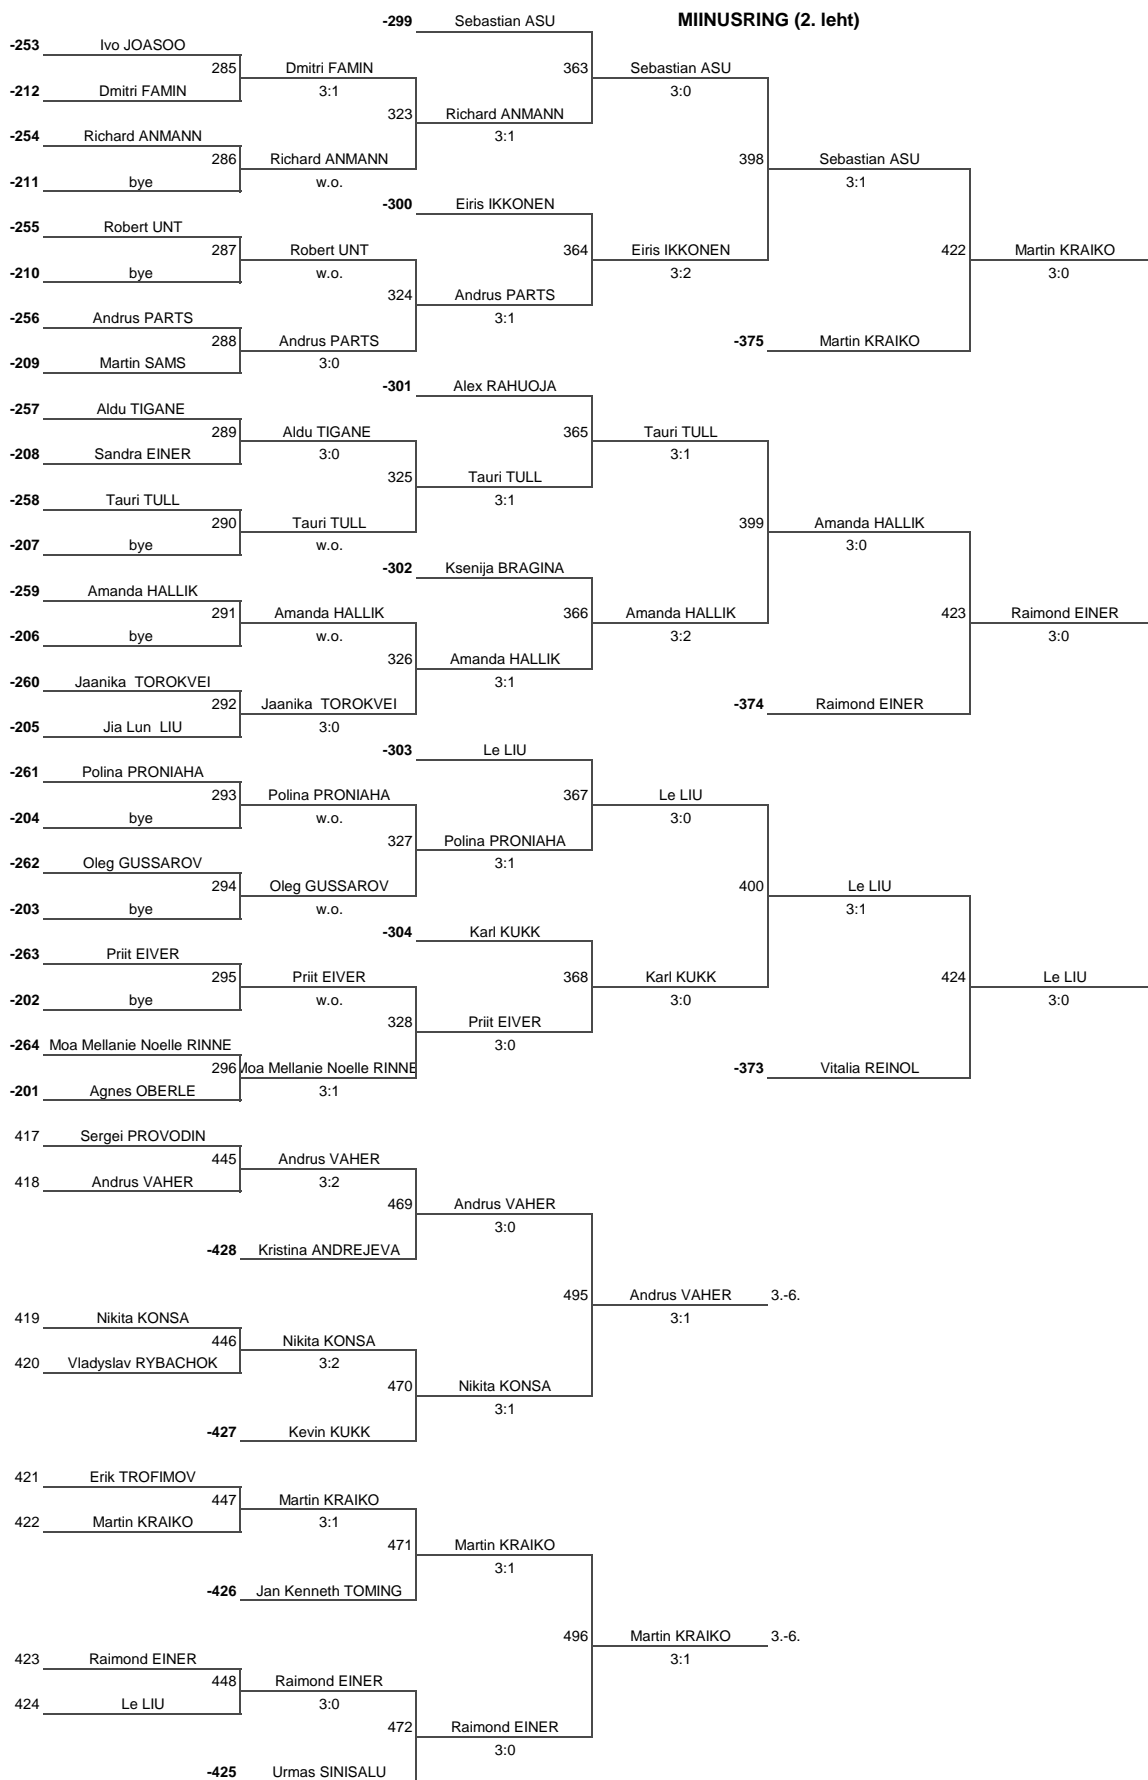 -299 Sebastian ASU MIINUSRING (2. leht)
-253 Ivo JOASOO
285 Dmitri FAMIN 363 Sebastian ASU
-212 Dmitri FAMIN 3:1 3:0
323 Richard ANMANN
-254 Richard ANMANN 3:1
286 Richard ANMANN 398 Sebastian ASU
-211 bye w.o. 3:1
-300 Eiris IKKONEN
-255 Robert UNT
287 Robert UNT 364 Eiris IKKONEN 422 Martin KRAIKO
-210 bye w.o. 3:2 3:0
324 Andrus PARTS
-256 Andrus PARTS 3:1
288 Andrus PARTS -375 Martin KRAIKO
-209 Martin SAMS 3:0
-301 Alex RAHUOJA
-257 Aldu TIGANE
289 Aldu TIGANE 365 Tauri TULL
-208 Sandra EINER 3:0 3:1
325 Tauri TULL
-258 Tauri TULL 3:1
290 Tauri TULL 399 Amanda HALLIK
-207 bye w.o. 3:0
-302 Ksenija BRAGINA
-259 Amanda HALLIK
291 Amanda HALLIK 366 Amanda HALLIK 423 Raimond EINER
-206 bye w.o. 3:2 3:0
326 Amanda HALLIK
-260 Jaanika TOROKVEI 3:1
292 Jaanika TOROKVEI -374 Raimond EINER
-205 Jia Lun LIU 3:0
-303 Le LIU
-261 Polina PRONIAHA
293 Polina PRONIAHA 367 Le LIU
-204 bye w.o. 3:0
327 Polina PRONIAHA
-262 Oleg GUSSAROV 3:1
294 Oleg GUSSAROV 400 Le LIU
-203 bye w.o. 3:1
-304 Karl KUKK
-263 Priit EIVER
295 Priit EIVER 368 Karl KUKK 424 Le LIU
-202 bye w.o. 3:0 3:0
328 Priit EIVER
-264 Moa Mellanie Noelle RINNE 3:0
296 Moa Mellanie Noelle RINNE -373 Vitalia REINOL
-201 Agnes OBERLE 3:1
417 Sergei PROVODIN
445 Andrus VAHER
418 Andrus VAHER 3:2
469 Andrus VAHER
3:0
-428 Kristina ANDREJEVA
495 Andrus VAHER 3.-6.
419 Nikita KONSA 3:1
446 Nikita KONSA
420 Vladyslav RYBACHOK 3:2
470 Nikita KONSA
3:1
-427 Kevin KUKK
421 Erik TROFIMOV
447 Martin KRAIKO
422 Martin KRAIKO 3:1
471 Martin KRAIKO
3:1
-426 Jan Kenneth TOMING
496 Martin KRAIKO 3.-6.
423 Raimond EINER 3:1
448 Raimond EINER
424 Le LIU 3:0
472 Raimond EINER
3:0
-425 Urmas SINISALU